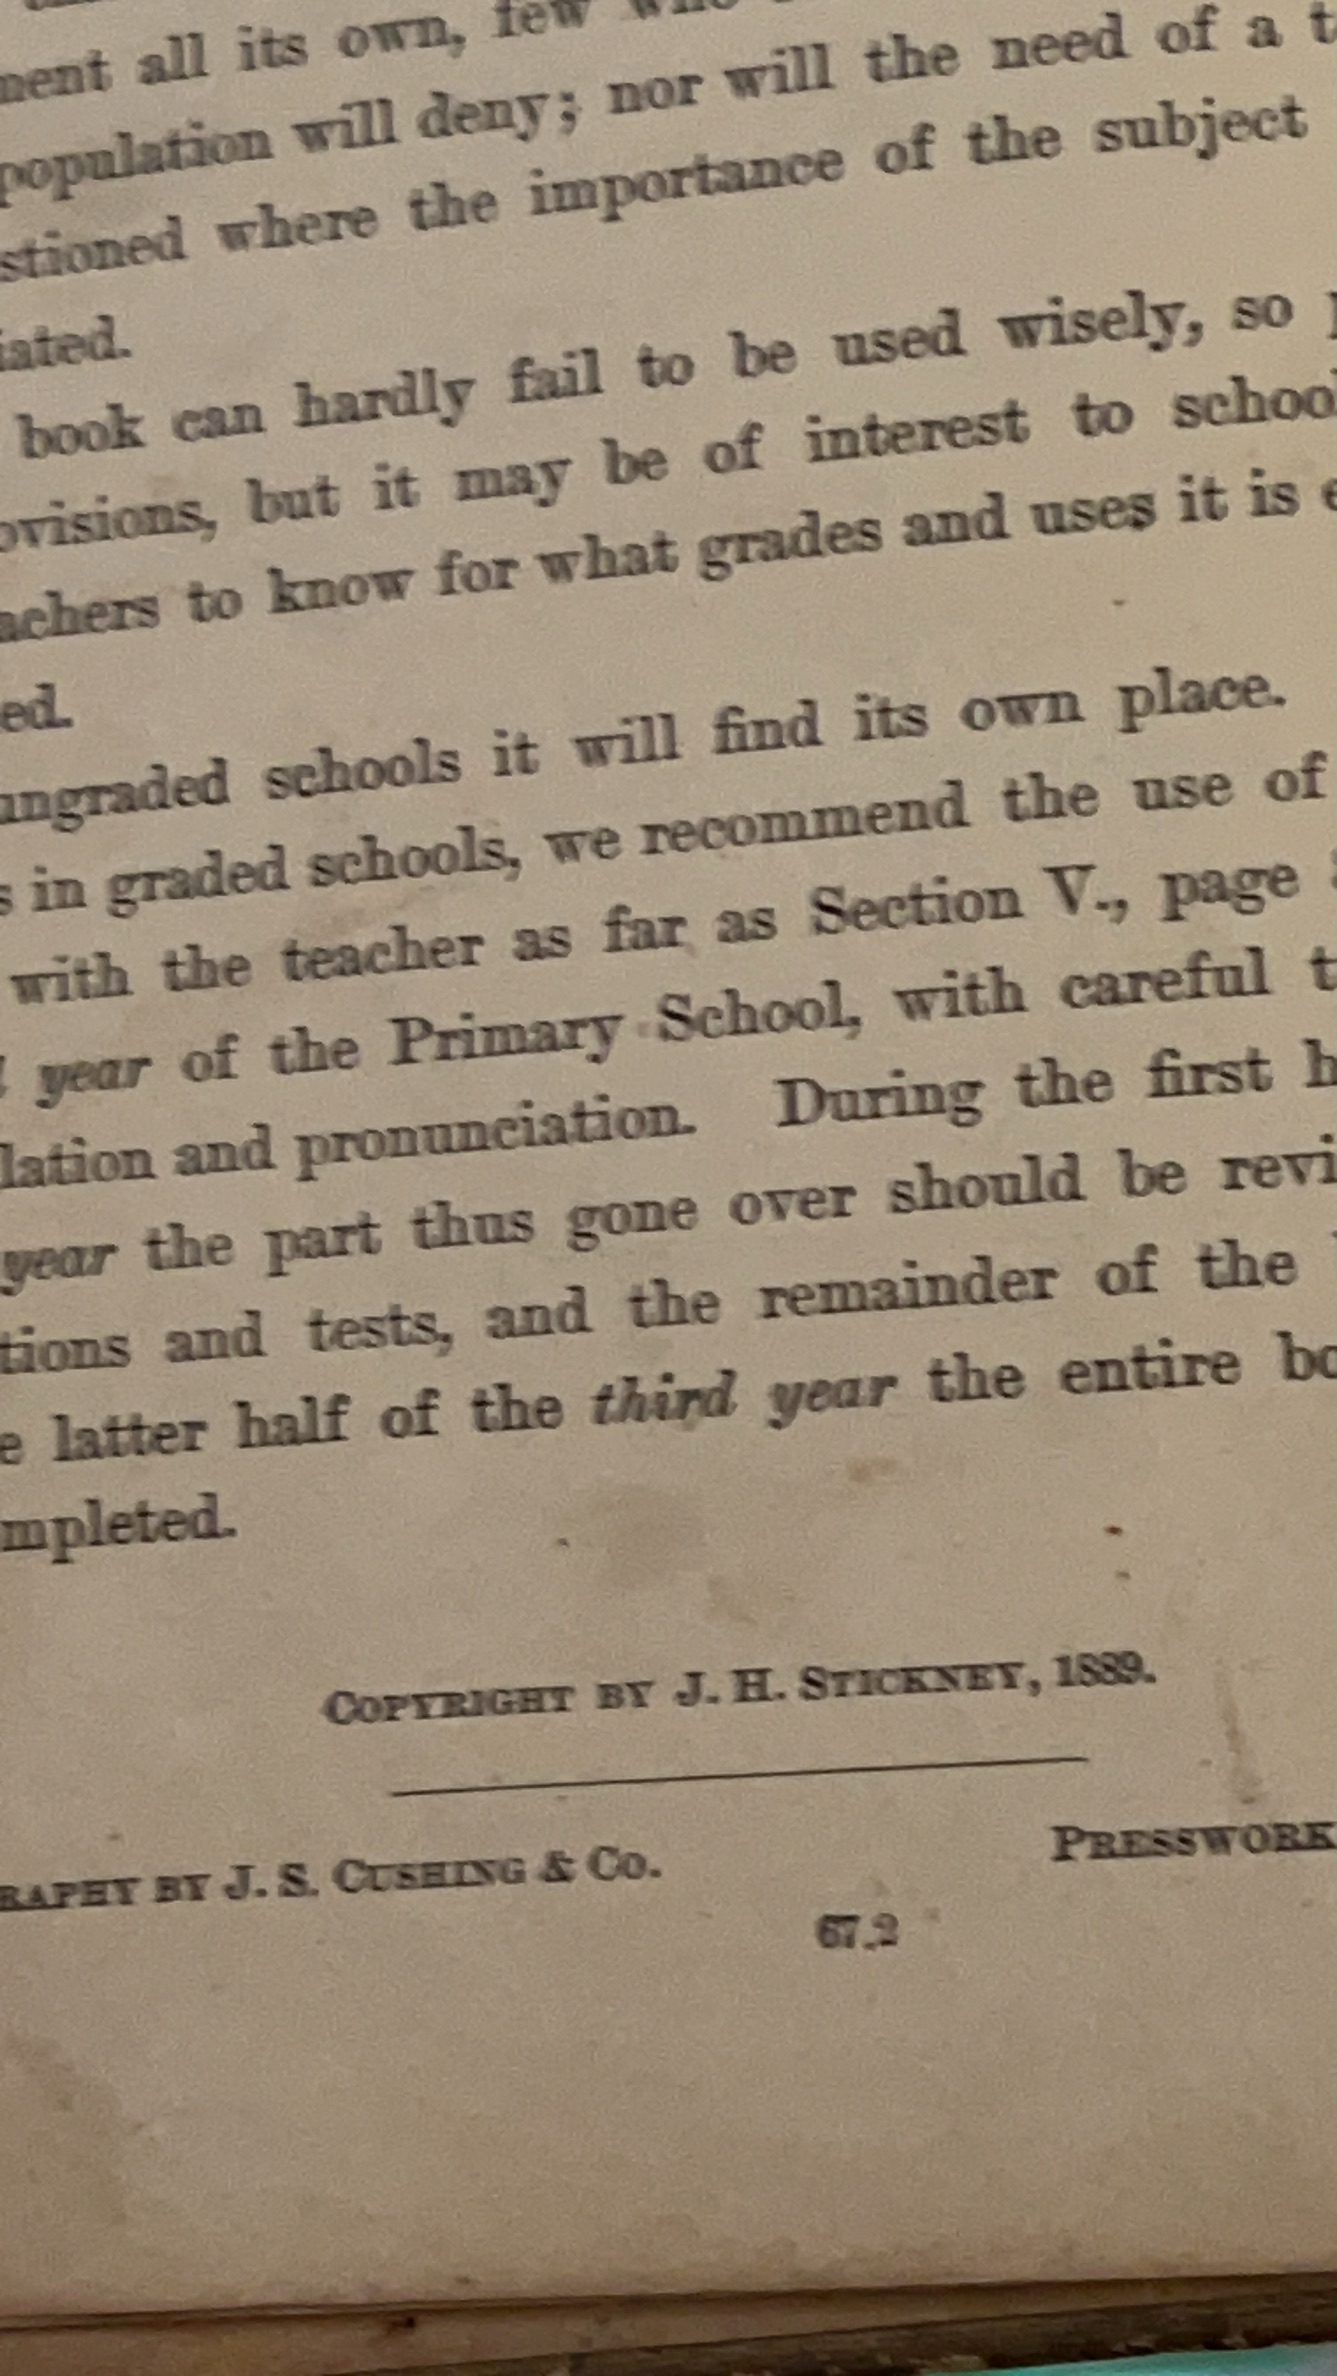 ment all its own, few
population will deny; nor will the need of a
stioned where the importance of the subject
iated.
book can hardly fail to be used wisely, so
ovisions, but it may be of interest to school
achers to know for what grades and uses it is
ed.
ungraded schools it will find its own place.
s in graded schools, we recommend the use of
with the teacher as far as Section V., page
year of the Primary School, with careful
lation and pronunciation. During the first
year the part thus gone over should be revi
tions and tests, and the remainder of the
e latter half of the third year the entire bo
mpleted.
COPYRIGHT BY J. H. STICKNEY, 1889.
RAPHY BY J. S. CUSHING & CO.
PRESSWORK
67.2